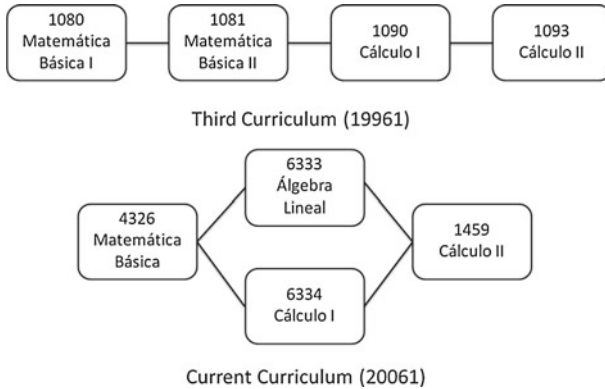 1080
Matemática
Básica I
1081
Matemática
Básica II
1090
Cálculo I
1093
Cálculo II
Third Curriculum (19961)
6333
Álgebra
Lineal
4326
Matemática
Básica
1459
Cálculo II
6334
Cálculo I
Current Curriculum (20061)